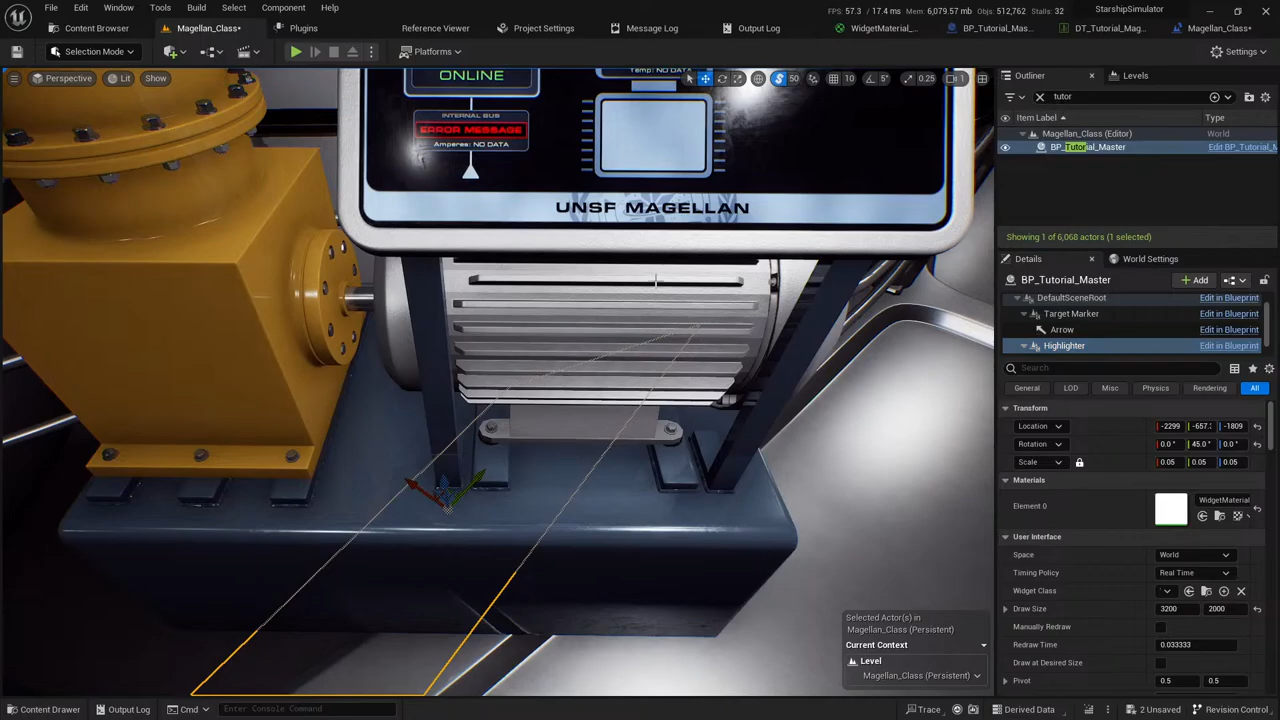 FPS: 57.3 / 17.4 ms Mem: 6,079.57 mb Objs: 512,762 Stalls: 32 StarshipSimulator
File Edit Window Tools Build Select Component Help
Content Browser Magellan_Class* Plugins Reference Viewer Project Settings Message Log Output Log WidgetMaterial... BP_Tutorial_Mas... DT_Tutorial_Mag... Magellan_Class*
Selection Mode Platforms Settings
Perspective Lit Show 50 10 5° 0.25 1
ONLINE
Temp: NO DATA
INTERNAL BUS
ERROR MESSAGE
Amperes: NO DATA
UNSF MAGELLAN
Outliner Levels
tutor
Item Label Type
Magellan_Class (Editor) World
BP_Tutorial_Master Edit BP_Tutorial_M
Showing 1 of 6,068 actors (1 selected)
Details World Settings
BP_Tutorial_Master Add
DefaultSceneRoot Edit in Blueprint
Target Marker Edit in Blueprint
Arrow Edit in Blueprint
Highlighter Edit in Blueprint
Search
General LOD Misc Physics Rendering All
Transform
Location -2299 -657. -1809
Rotation 0.0 ° 45.0 ° 0.0 °
Scale 0.05 0.05 0.05
Materials
Element 0 WidgetMaterial
User Interface
Space World
Timing Policy Real Time
Widget Class
Draw Size 3200 2000
Manually Redraw
Redraw Time 0.033333
Draw at Desired Size
Pivot 0.5 0.5
Selected Actor(s) in
Magellan_Class (Persistent)
Current Context
Level
Magellan_Class (Persistent)
Content Drawer Output Log Cmd Enter Console Command Trace Derived Data 2 Unsaved Revision Control